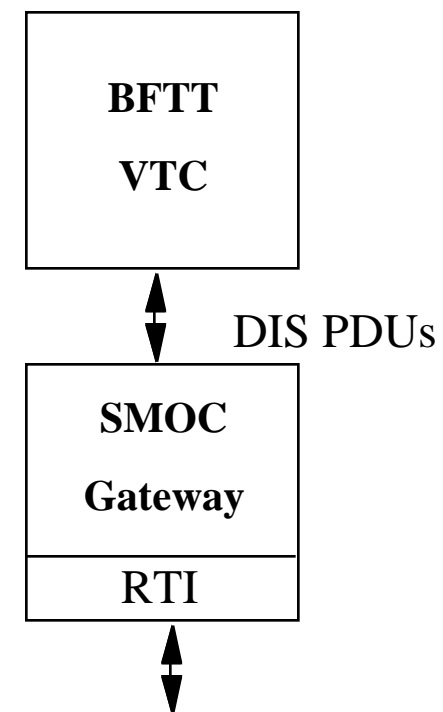 BFTT
VTC
DIS PDUs
SMOC
Gateway
RTI